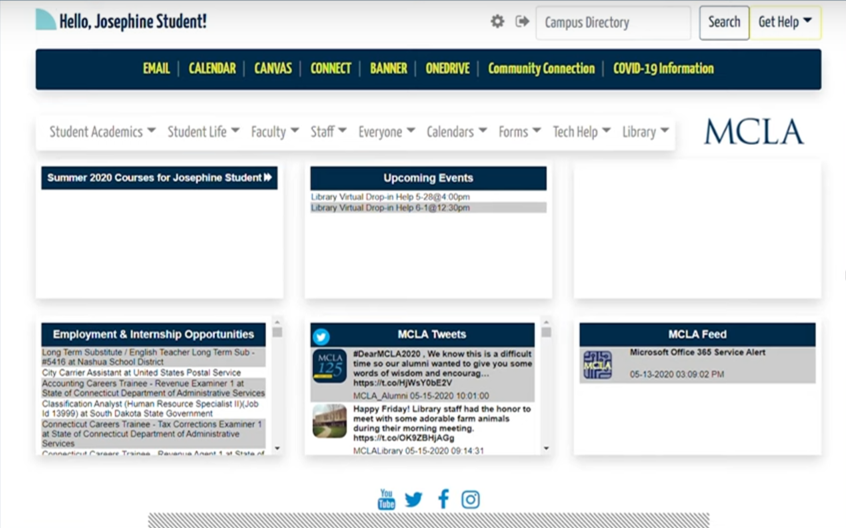 Hello, Josephine Student!
Campus Directory
Search
Get Help
EMAIL | CALENDAR | CANVAS | CONNECT | BANNER | ONEDRIVE | Community Connection | COVID-19 Information
Student Academics Student Life Faculty Staff Everyone Calendars Forms Tech Help Library
MCLA
Summer 2020 Courses for Josephine Student
Upcoming Events
Library Virtual Drop-in Help 5-28@4:00pm
Library Virtual Drop-in Help 6-1@12:30pm
Employment & Internship Opportunities
Long Term Substitute / English Teacher Long Term Sub -
#5416 at Nashua School District
City Carrier Assistant at United States Postal Service
Accounting Careers Trainee - Revenue Examiner 1 at
State of Connecticut Department of Administrative Services
Classification Analyst (Human Resource Specialist II)(Job
Id 13999) at South Dakota State Government
Connecticut Careers Trainee - Tax Corrections Examiner 1
at State of Connecticut Department of Administrative
Services
Connecticut Careers Trainee - Revenue Agent 1 at State of
MCLA Tweets
MCLA
125
#DearMCLA2020 , We know this is a difficult
time so our alumni wanted to give you some
words of wisdom and encourag...
https://t.co/HjWsY0bE2V
MCLA_Alumni 05-15-2020 10:01:00
Happy Friday! Library staff had the honor to
meet with some adorable farm animals
during their morning meeting.
https://t.co/OK9ZBHjAGg
MCLALibrary 05-15-2020 09:14:31
MCLA Feed
MCLA
Microsoft Office 365 Service Alert
05-13-2020 03:09:02 PM
You
Tube